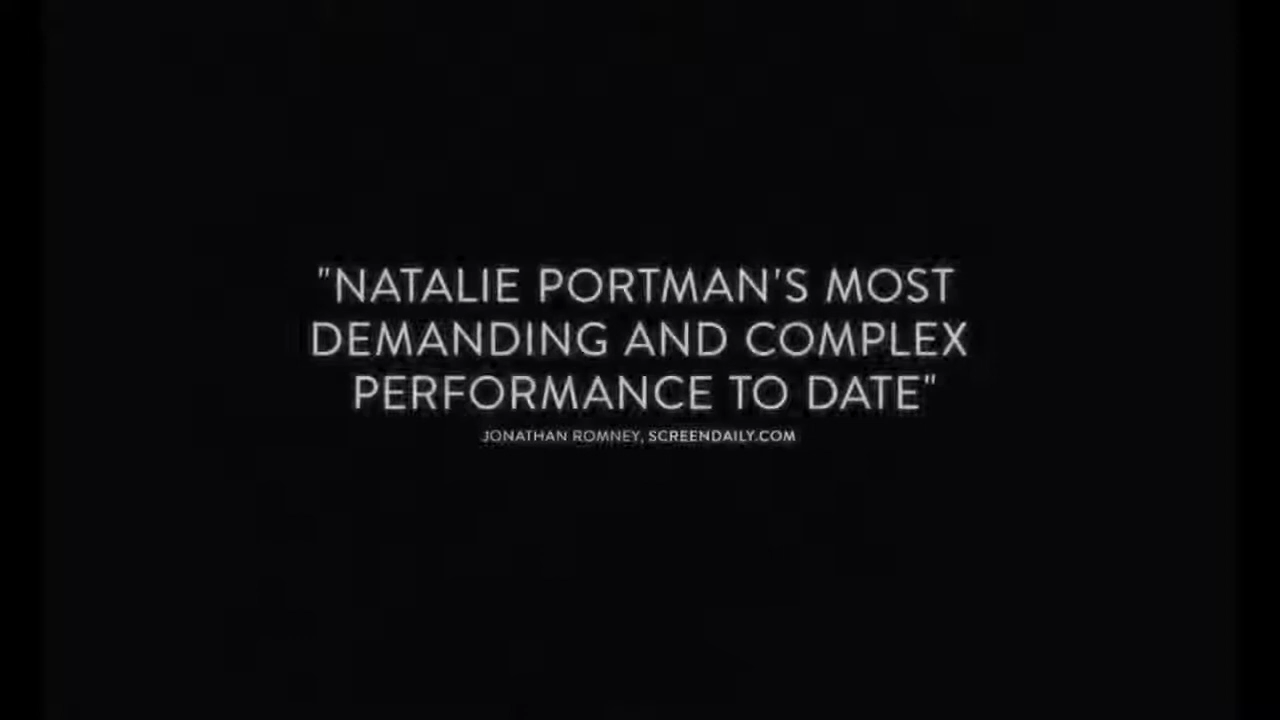 "NATALIE PORTMAN'S MOST
DEMANDING AND COMPLEX
PERFORMANCE TO DATE"
JONATHAN ROMNEY, SCREENDAILY.COM